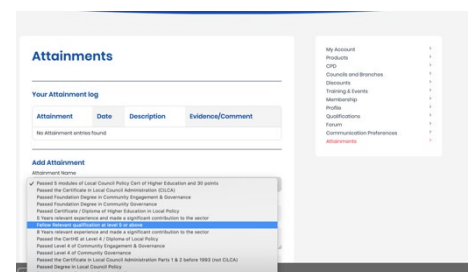 Attainments
Your Attainment log
Attainment Date Description Evidence/Comment
No Attainment entries found
Add Attainment
Attainment Name
Passed 5 modules of Local Council Policy Cert of Higher Education and 30 points
Passed the Certificate in Local Council Administration (CiLCA)
Passed Foundation Degree in Community Engagement & Governance
Passed Foundation Degree in Community Governance
Passed Certificate / Diploma of Higher Education in Local Policy
5 Years relevant experience and made a significant contribution to the sector
Fellow Relevant qualification at level 5 or above
8 Years relevant experience and made a significant contribution to the sector
Passed the CertHE at Level 4 / Diploma of Local Policy
Passed Level 4 of Community Engagement & Governance
Passed Level 4 of Community Governance
Passed the Certificate in Local Council Administration Parts 1 & 2 before 1993 (not CiLCA)
Passed Degree in Local Council Policy
My Account
Products
CPD
Councils and Branches
Discounts
Training & Events
Membership
Profile
Qualifications
Forum
Communication Preferences
Attainments